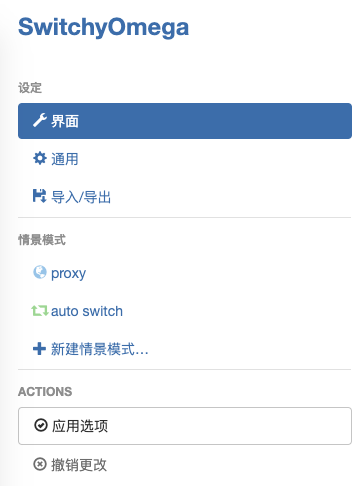 SwitchyOmega
设定
界面
通用
导入/导出
情景模式
proxy
auto switch
新建情景模式…
ACTIONS
应用选项
撤销更改